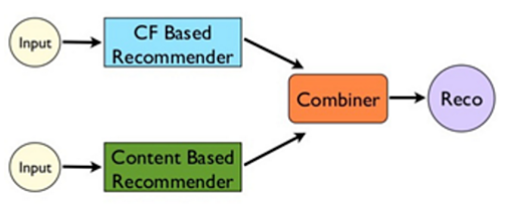 Input
CF Based
Recommender
Combiner
Reco
Input
Content Based
Recommender